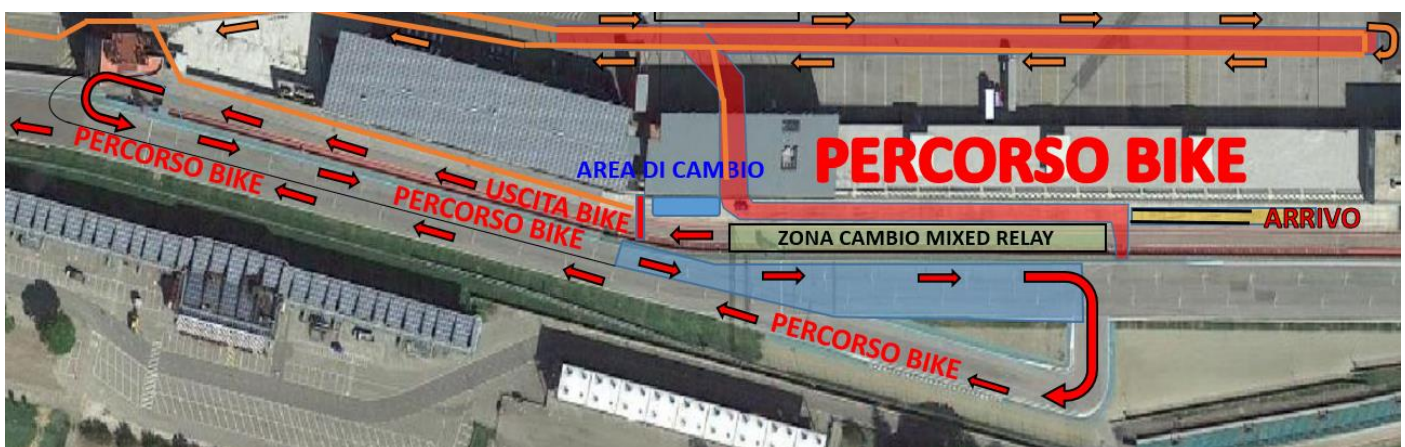 PERCORSO BIKE
AREA DI CAMBIO
PERCORSO BIKE
USCITA BIKE
PERCORSO BIKE
ARRIVO
ZONA CAMBIO MIXED RELAY
PERCORSO BIKE